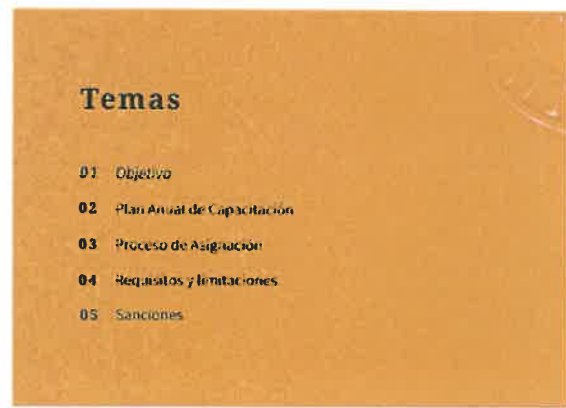 Temas
01 Objetivo
02 Plan Anual de Capacitación
03 Proceso de Asignación
04 Requisitos y limitaciones
05 Sanciones